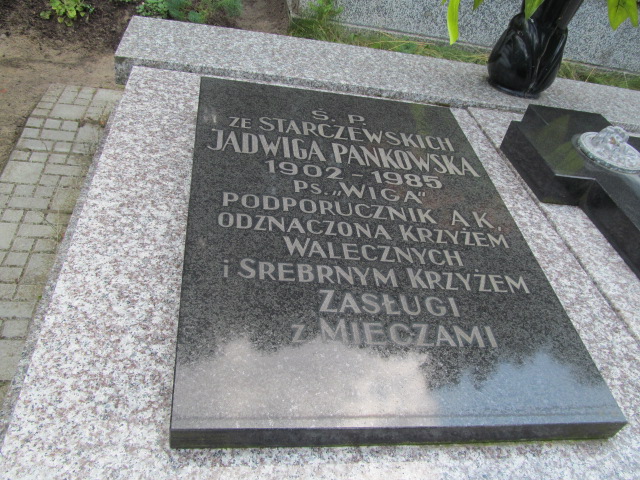 Ś. P.
ZE STARCZEWSKICH
JADWIGA PANKOWSKA
1902-1985
PS. „WIGA"
PODPORUCZNIK A.K.
ODZNACZONA KRZYŻEM
WALECZNYCH
I SREBRNYM KRZYŻEM
ZASŁUGI
Z MIECZAMI